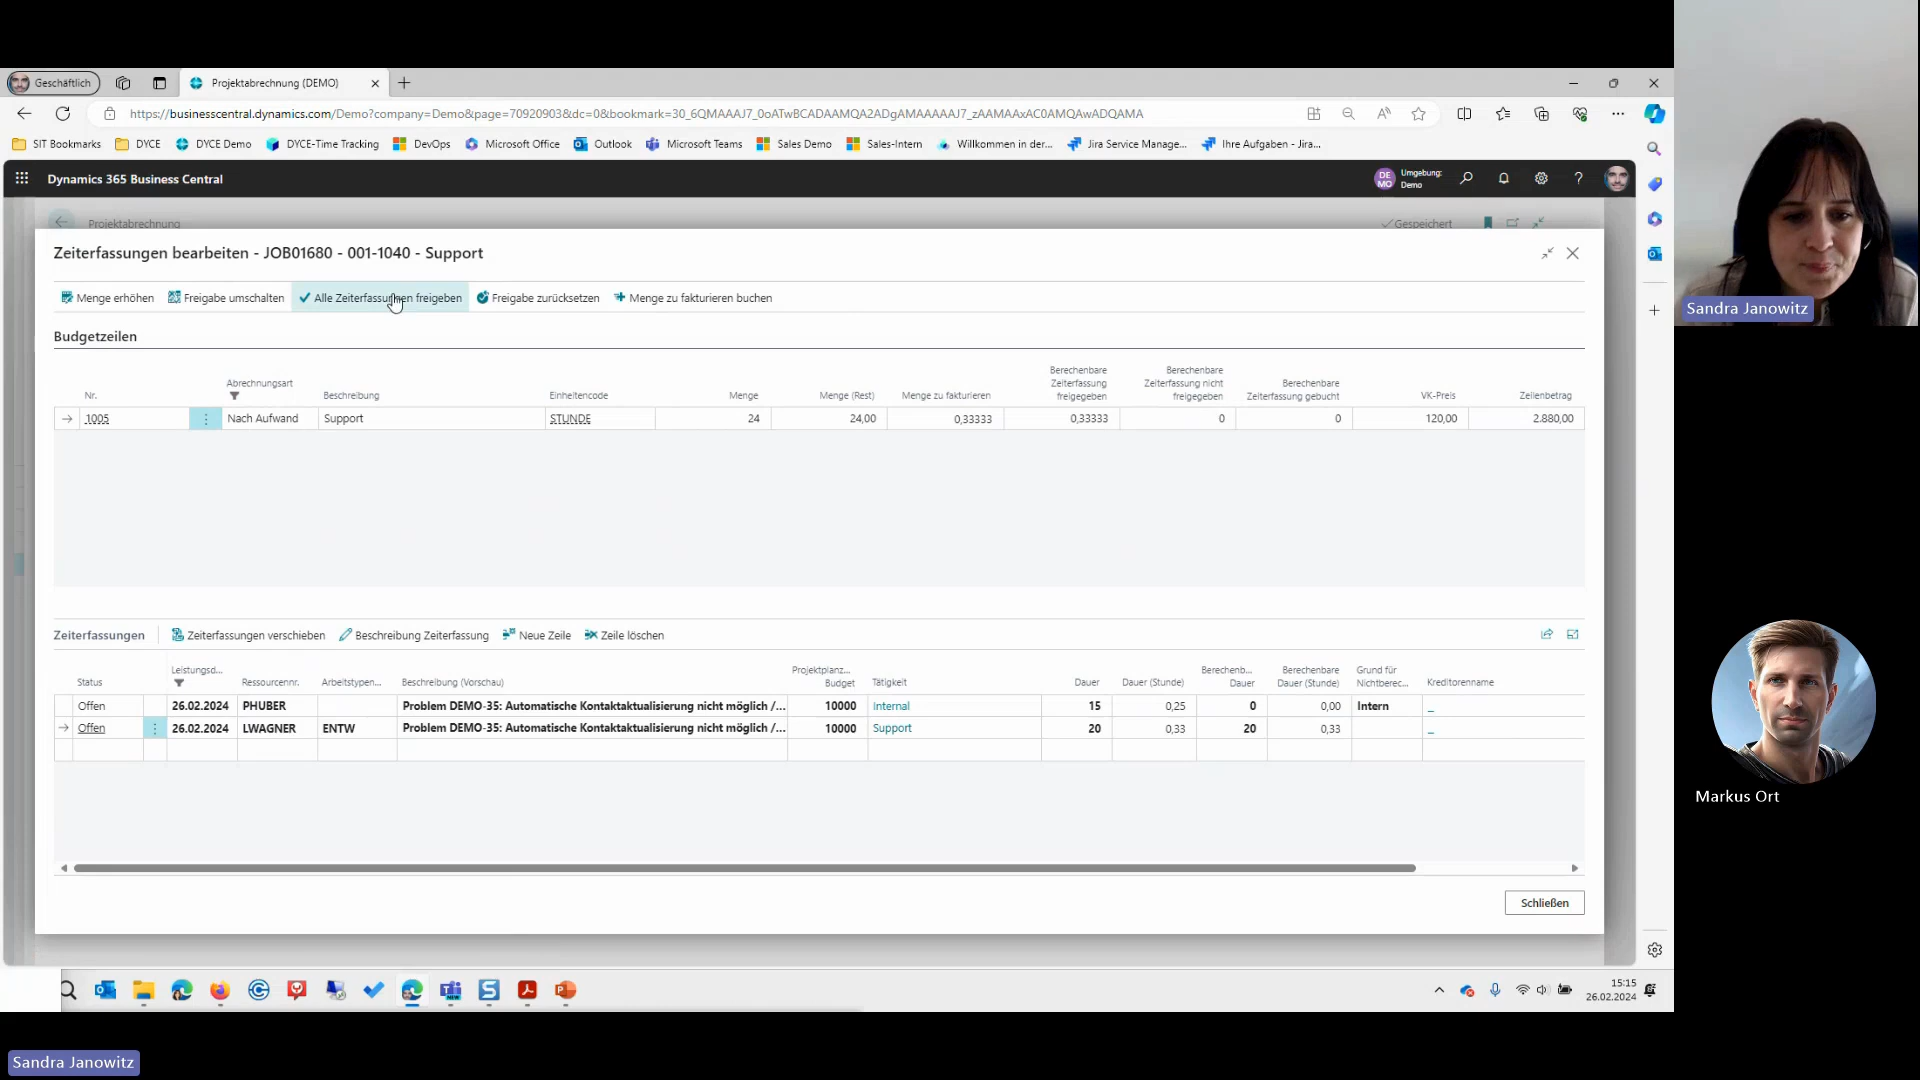 Geschäftlich
Projektabrechnung (DEMO)
https://businesscentral.dynamics.com/Demo?company=Demo&page=70920903&dc=0&bookmark=30_6QMAAAJ7_0oATwBCADAAMQA2ADgAMAAAAAJ7_zAAMAAxAC0AMQAwADQAMA
SIT Bookmarks
DYCE
DYCE Demo
DYCE-Time Tracking
DevOps
Microsoft Office
Outlook
Microsoft Teams
Sales Demo
Sales-Intern
Willkommen in der...
Jira Service Manage...
Ihre Aufgaben - Jira...
Dynamics 365 Business Central
DE MO
Umgebung:
Demo
Projektabrechnung
Gespeichert
Zeiterfassungen bearbeiten - JOB01680 - 001-1040 - Support
Menge erhöhen
Freigabe umschalten
Alle Zeiterfassungen freigeben
Freigabe zurücksetzen
Menge zu fakturieren buchen
Budgetzeilen
Nr.
Abrechnungsart
Beschreibung
Einheitencode
Menge
Menge (Rest)
Menge zu fakturieren
Berechenbare Zeiterfassung freigegeben
Berechenbare Zeiterfassung nicht freigegeben
Berechenbare Zeiterfassung gebucht
VK-Preis
Zeilenbetrag
1005 Nach Aufwand Support STUNDE 24 24,00 0,33333 0,33333 0 0 120,00 2.880,00
Zeiterfassungen
Zeiterfassungen verschieben
Beschreibung Zeiterfassung
Neue Zeile
Zeile löschen
Status
Leistungsd...
Ressourcennr.
Arbeitstypen...
Beschreibung (Vorschau)
Projektplanz... Budget
Tätigkeit
Dauer
Dauer (Stunde)
Berechenb... Dauer
Berechenbare Dauer (Stunde)
Grund für Nichtberec...
Kreditorenname
Offen 26.02.2024 PHUBER Problem DEMO-35: Automatische Kontaktaktualisierung nicht möglich /... 10000 Internal 15 0,25 0 0,00 Intern _
Offen 26.02.2024 LWAGNER ENTW Problem DEMO-35: Automatische Kontaktaktualisierung nicht möglich /... 10000 Support 20 0,33 20 0,33 _
Schließen
15:15
26.02.2024
Sandra Janowitz
Markus Ort
Sandra Janowitz